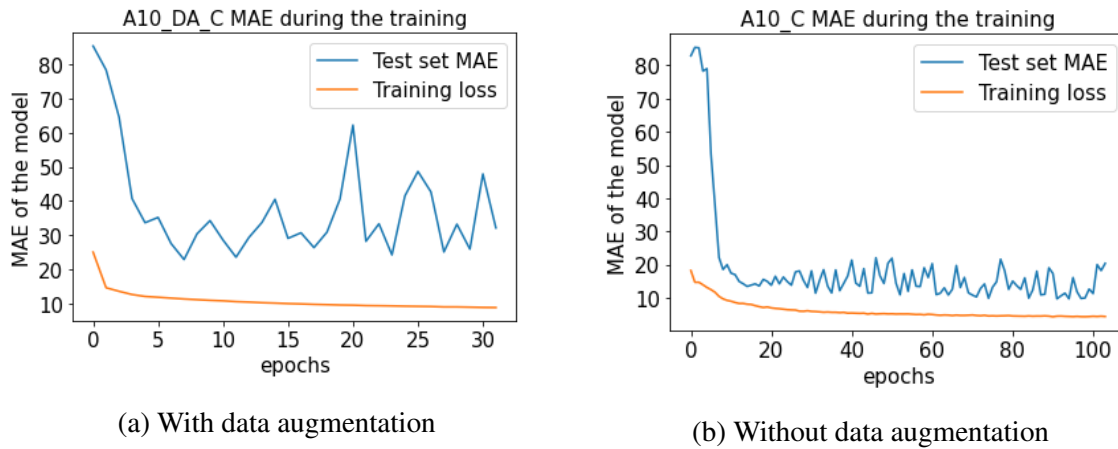 A10_DA_C MAE during the training
Test set MAE
Training loss
MAE of the model
80
70
60
50
40
30
20
10
0 5 10 15 20 25 30
epochs
(a) With data augmentation
A10_C MAE during the training
Test set MAE
Training loss
MAE of the model
80
70
60
50
40
30
20
10
0 20 40 60 80 100
epochs
(b) Without data augmentation